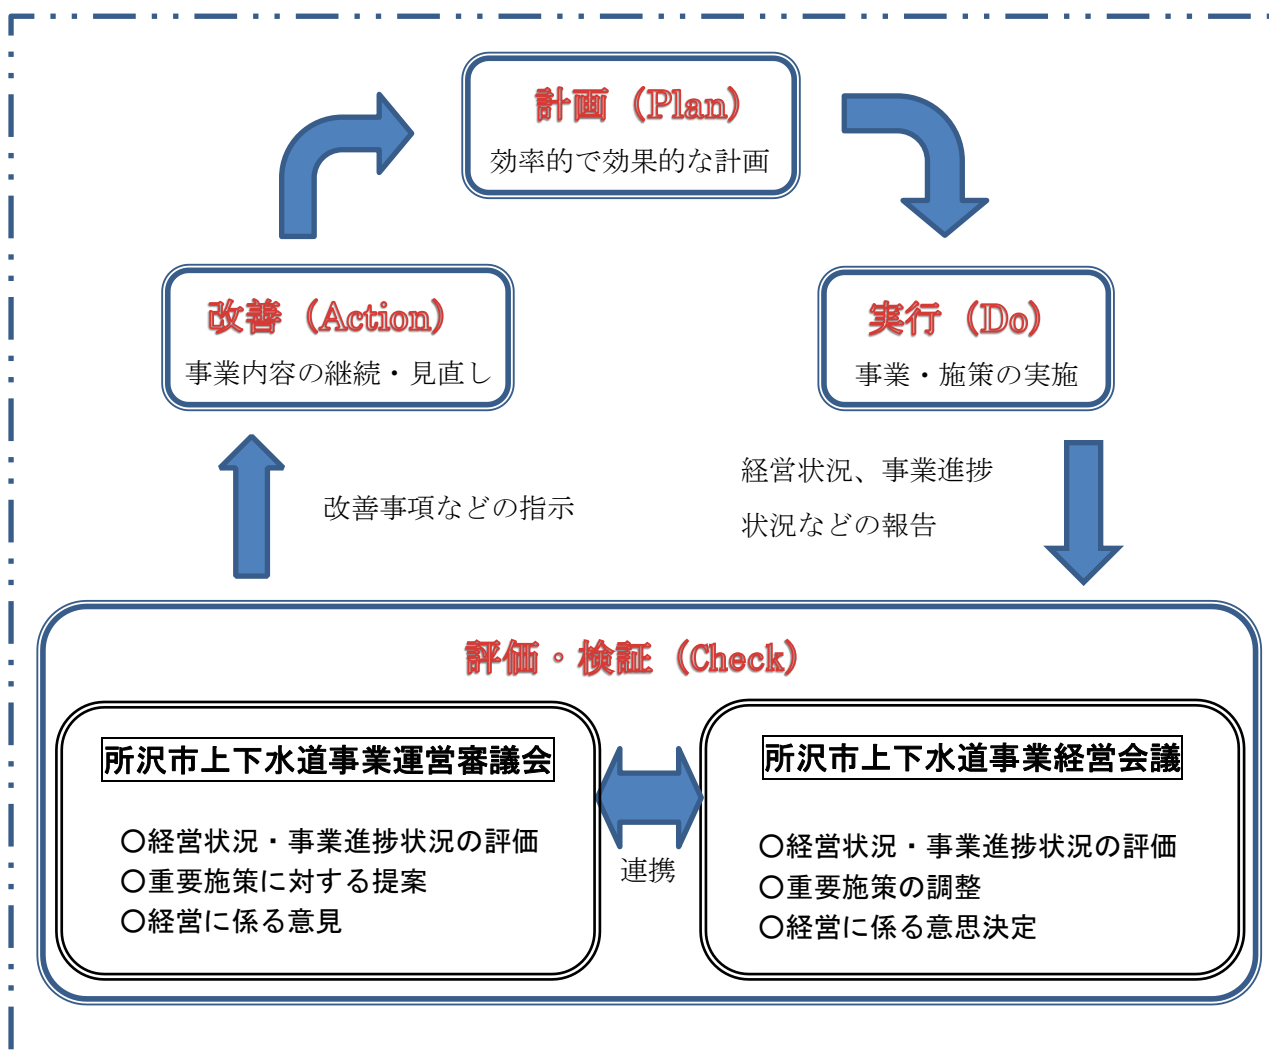 計画（Plan）
効率的で効果的な計画
改善（Action）
事業内容の継続・見直し
実行（Do）
事業・施策の実施
改善事項などの指示
経営状況、事業進捗
状況などの報告
評価・検証（Check）
所沢市上下水道事業運営審議会
〇経営状況・事業進捗状況の評価
〇重要施策に対する提案
〇経営に係る意見
連携
所沢市上下水道事業経営会議
〇経営状況・事業進捗状況の評価
〇重要施策の調整
〇経営に係る意思決定